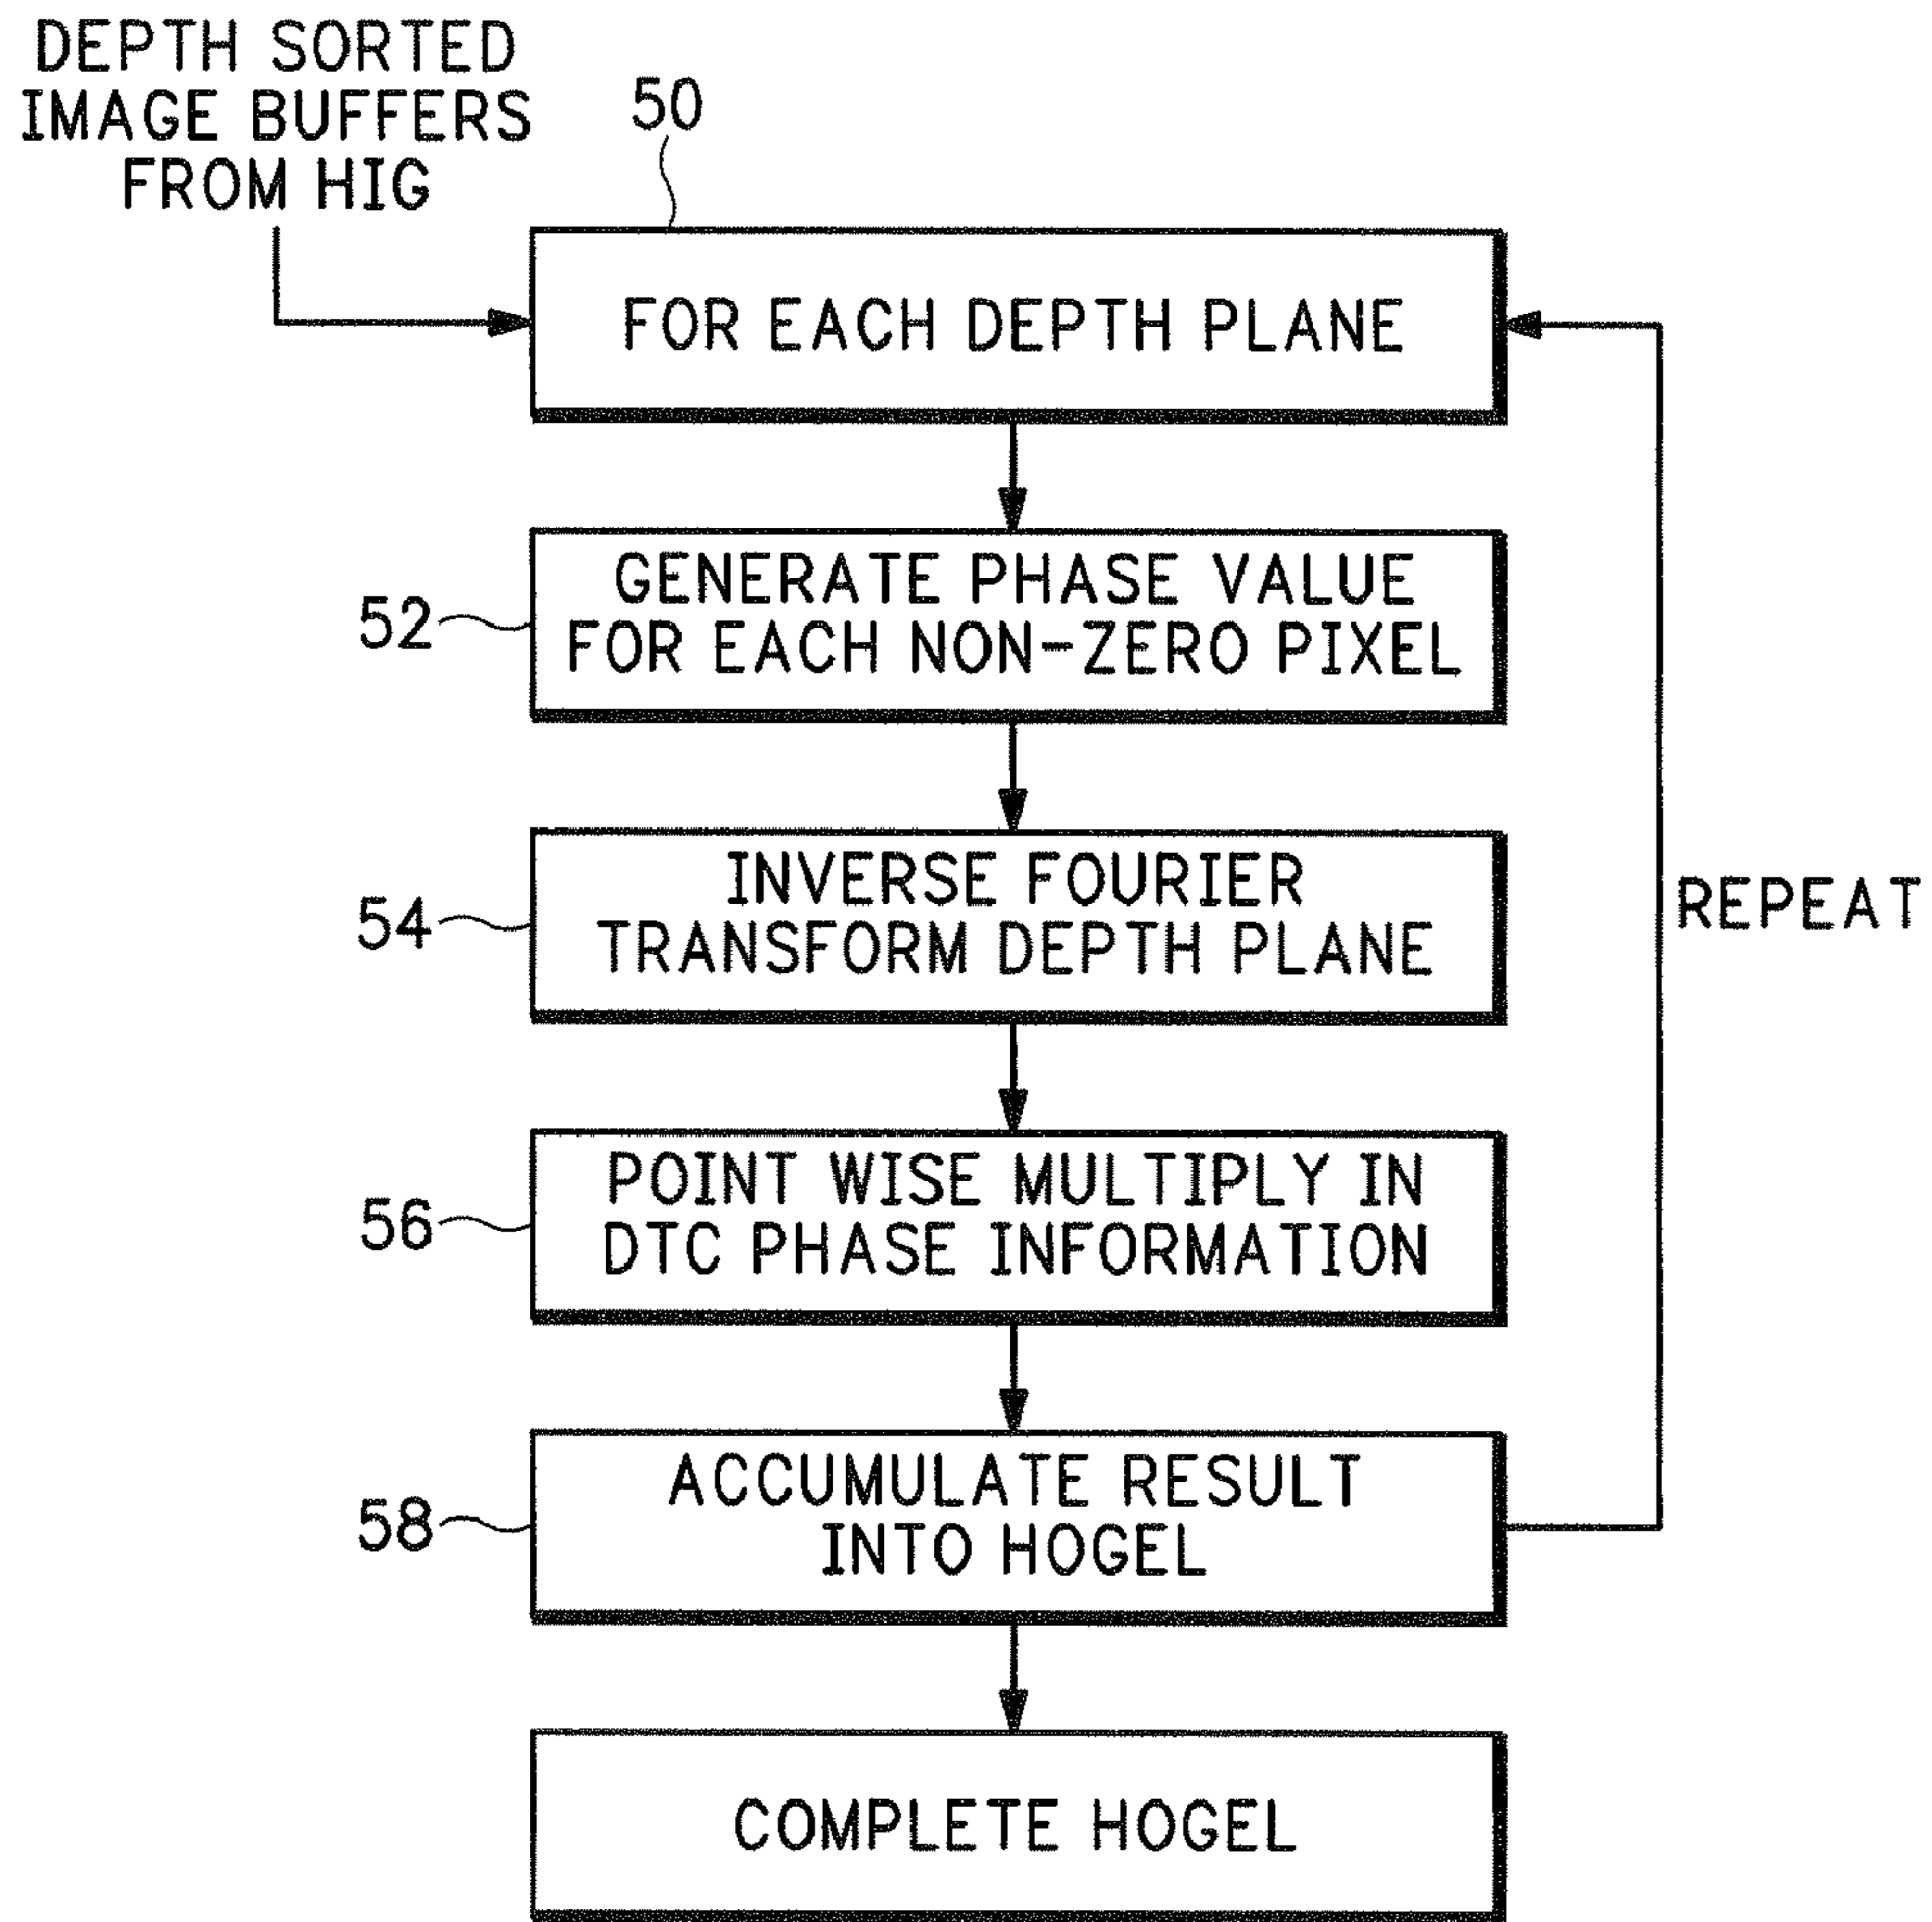 DEPTH SORTED
IMAGE BUFFERS
FROM HIG
50
FOR EACH DEPTH PLANE
52
GENERATE PHASE VALUE
FOR EACH NON-ZERO PIXEL
54
INVERSE FOURIER
TRANSFORM DEPTH PLANE
REPEAT
56
POINT WISE MULTIPLY IN
DTC PHASE INFORMATION
58
ACCUMULATE RESULT
INTO HOGEL
COMPLETE HOGEL